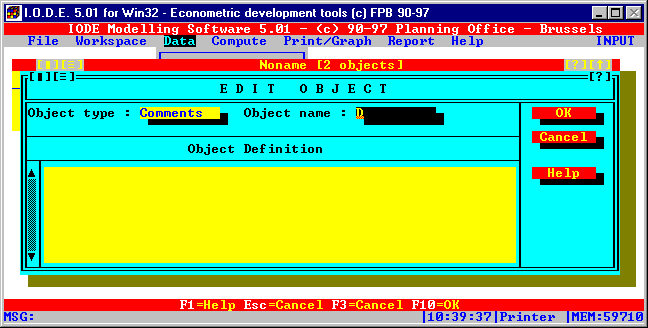 I.O.D.E. 5.01 for Win32 - Econometric development tools (c) FPB 90-97
IODE Modelling Software 5.01 - (c) 90-97 Planning Office - Brussels
File Workspace Data Compute Print/Graph Report Help INPUT
Noname [2 objects]
[?][↑]
[?]
EDIT OBJECT
Object type : Comments Object name : D
OK
Cancel
Object Definition
Help
F1=Help Esc=Cancel F3=Cancel F10=OK
MSG: |10:39:37|Printer |MEM:59710